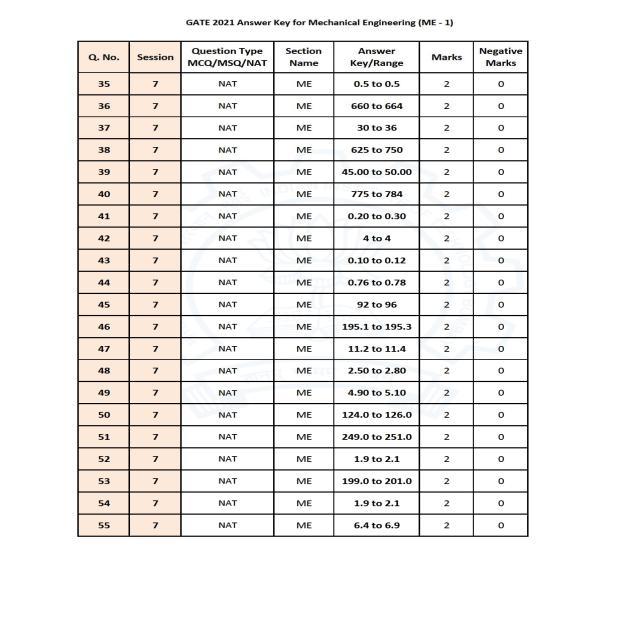 GATE 2021 Answer Key for Mechanical Engineering (ME - 1)
Q. No. Session Question Type MCQ/MSQ/NAT Section Name Answer Key/Range Marks Negative Marks
35 7 NAT ME 0.5 to 0.5 2 0
36 7 NAT ME 660 to 664 2 0
37 7 NAT ME 30 to 36 2 0
38 7 NAT ME 625 to 750 2 0
39 7 NAT ME 45.00 to 50.00 2 0
40 7 NAT ME 775 to 784 2 0
41 7 NAT ME 0.20 to 0.30 2 0
42 7 NAT ME 4 to 4 2 0
43 7 NAT ME 0.10 to 0.12 2 0
44 7 NAT ME 0.76 to 0.78 2 0
45 7 NAT ME 92 to 96 2 0
46 7 NAT ME 195.1 to 195.3 2 0
47 7 NAT ME 11.2 to 11.4 2 0
48 7 NAT ME 2.50 to 2.80 2 0
49 7 NAT ME 4.90 to 5.10 2 0
50 7 NAT ME 124.0 to 126.0 2 0
51 7 NAT ME 249.0 to 251.0 2 0
52 7 NAT ME 1.9 to 2.1 2 0
53 7 NAT ME 199.0 to 201.0 2 0
54 7 NAT ME 1.9 to 2.1 2 0
55 7 NAT ME 6.4 to 6.9 2 0